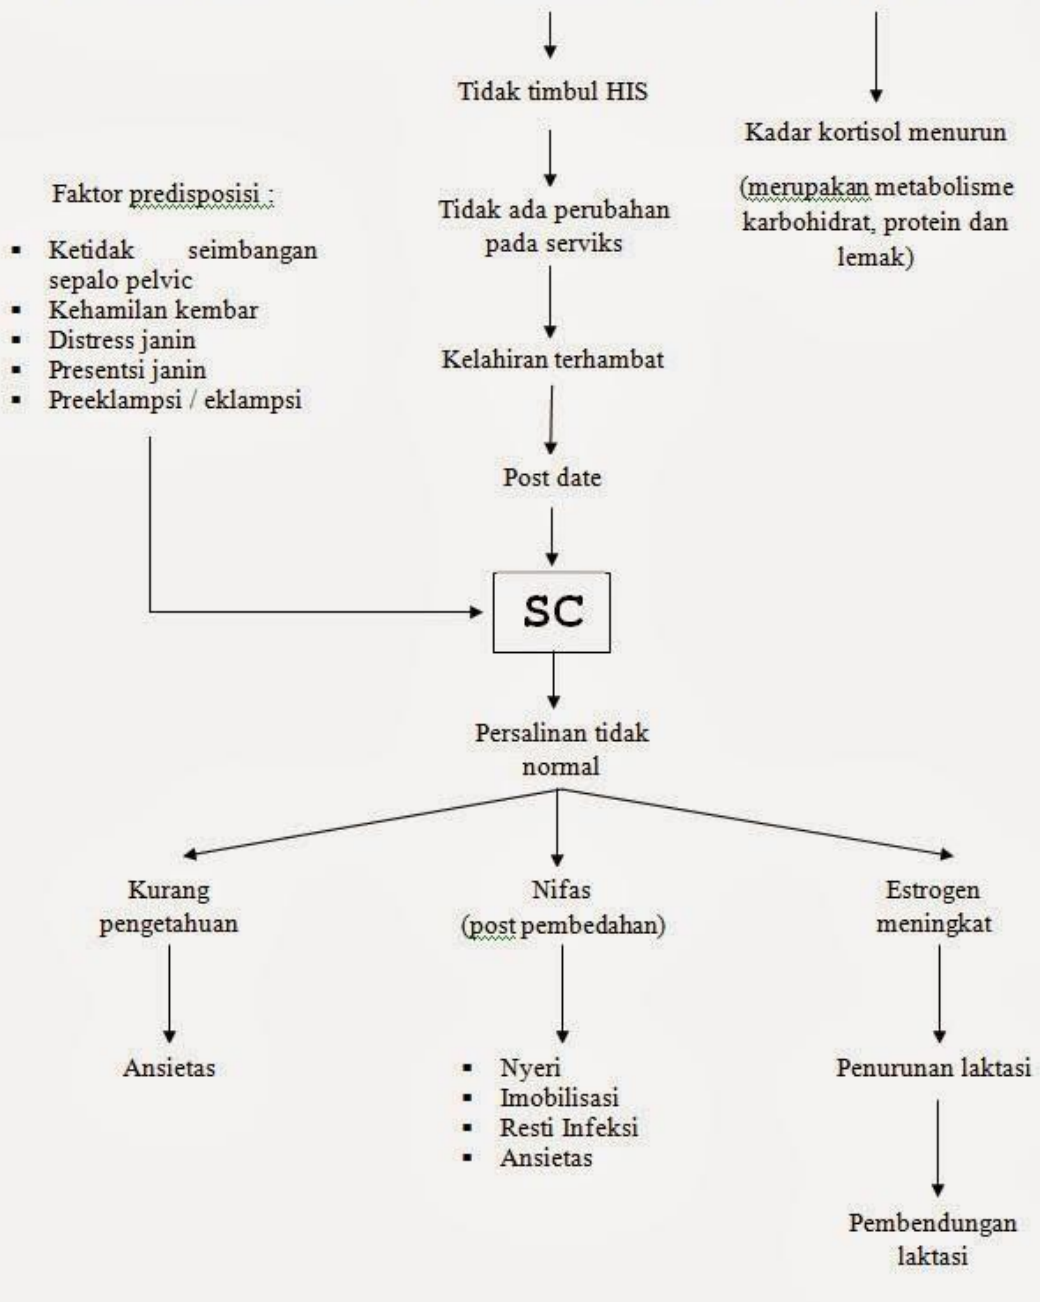 Tidak timbul HIS
Kadar kortisol menurun
(merupakan metabolisme
karbohidrat, protein dan
lemak)
Faktor predisposisi :
▪ Ketidak seimbangan
sepalo pelvic
▪ Kehamilan kembar
▪ Distress janin
▪ Presentsi janin
▪ Preeklampsi / eklampsi
Tidak ada perubahan
pada serviks
Kelahiran terhambat
Post date
SC
Persalinan tidak
normal
Kurang
pengetahuan
Ansietas
Nifas
(post pembedahan)
▪ Nyeri
▪ Imobilisasi
▪ Resti Infeksi
▪ Ansietas
Estrogen
meningkat
Penurunan laktasi
Pembendungan
laktasi